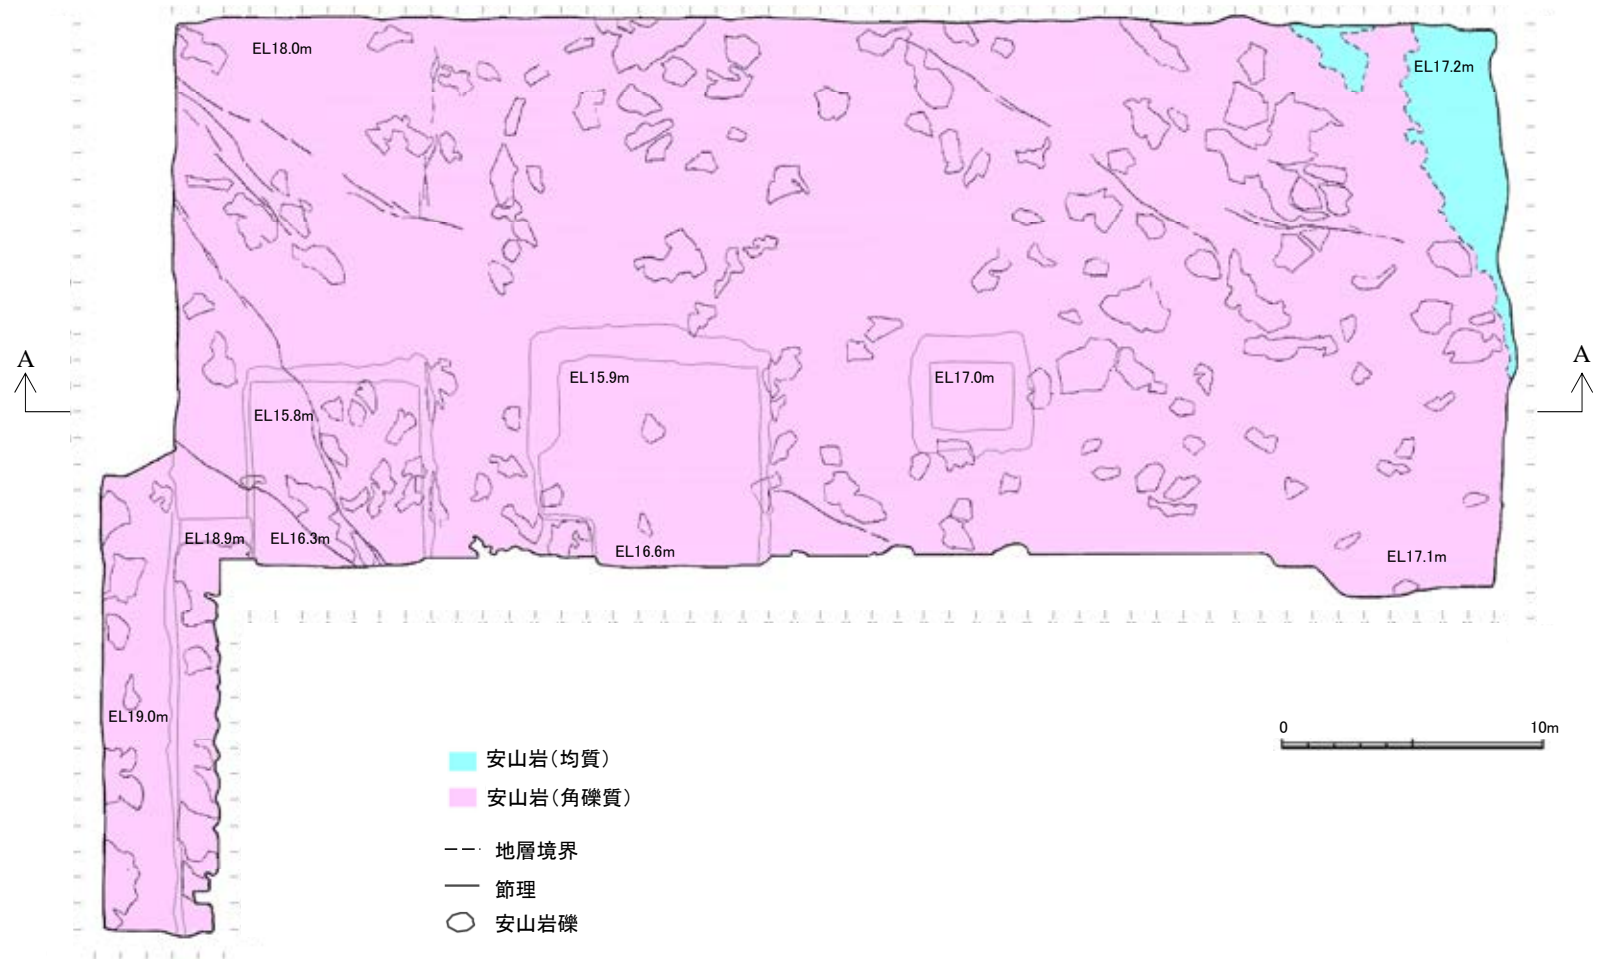 EL18.0m
EL17.2m
A
A
EL15.9m
EL17.0m
EL15.8m
EL18.9m
EL16.3m
EL16.6m
EL17.1m
EL19.0m
0
10m
安山岩(均質)
安山岩(角礫質)
地層境界
節理
安山岩礫